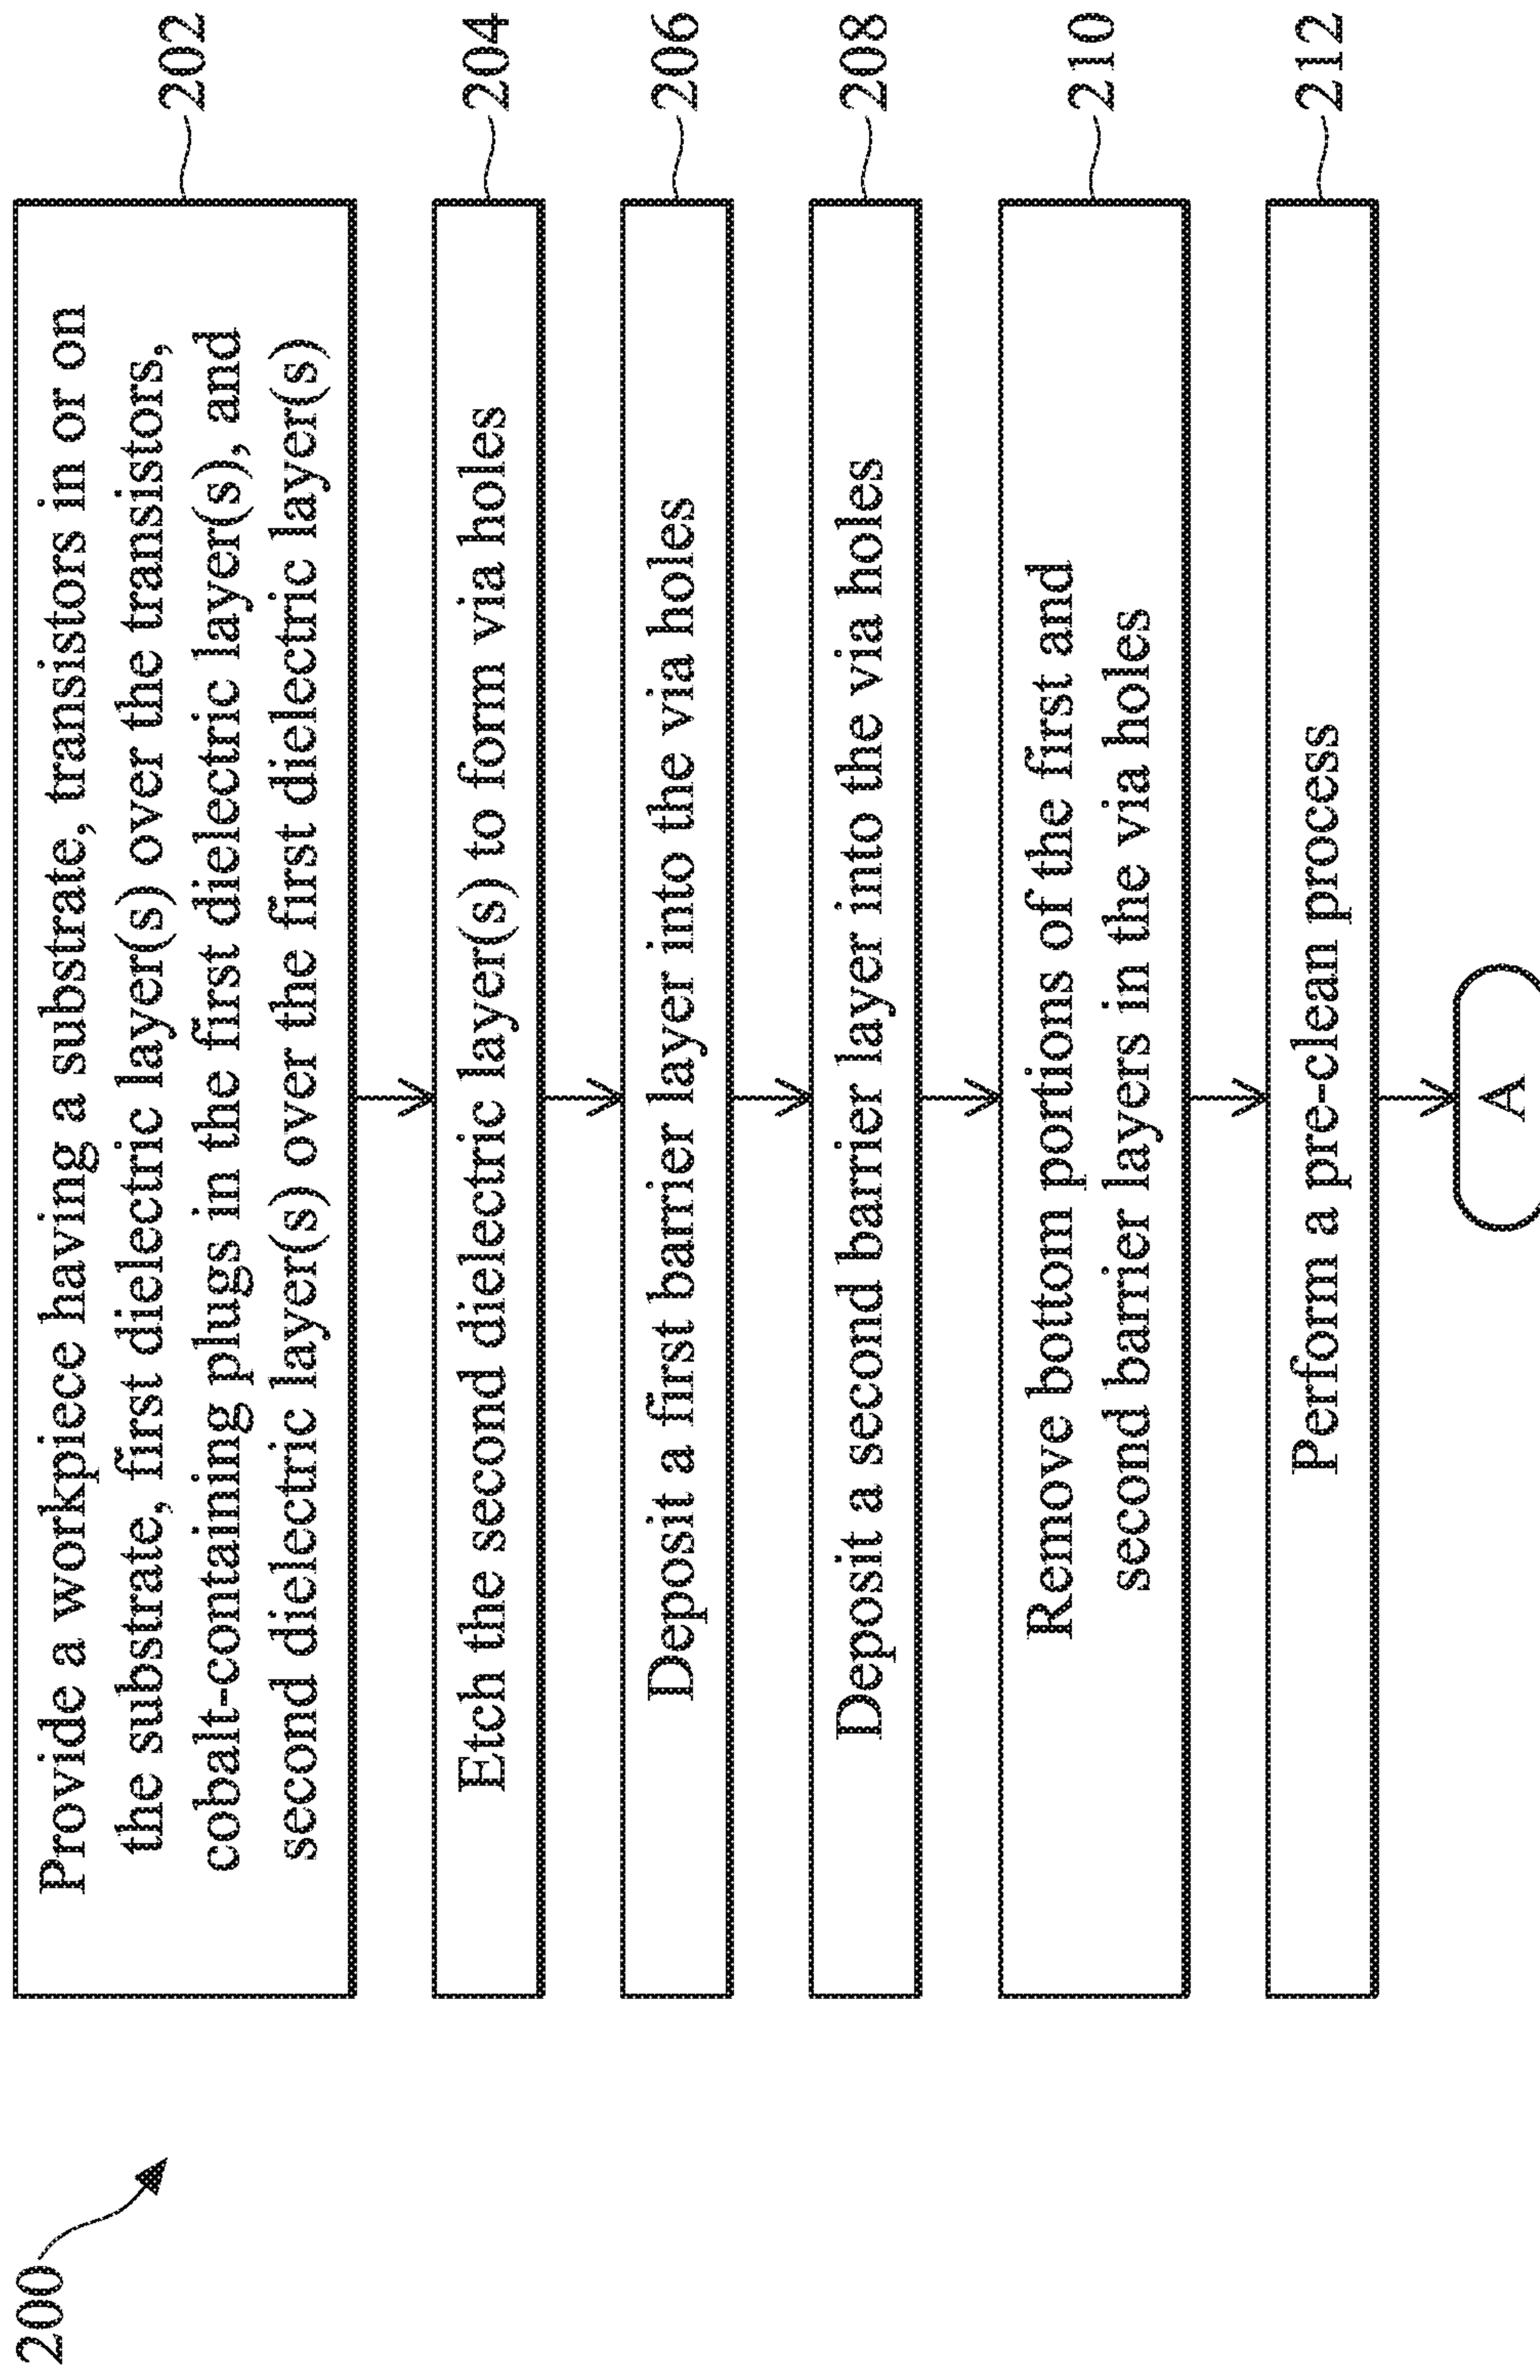 200
Provide a workpiece having a substrate, transistors in or on
the substrate, first dielectric layer(s) over the transistors,
cobalt-containing plugs in the first dielectric layer(s), and
second dielectric layer(s) over the first dielectric layer(s)
202
Etch the second dielectric layer(s) to form via holes
204
Deposit a first barrier layer into the via holes
206
Deposit a second barrier layer into the via holes
208
Remove bottom portions of the first and
second barrier layers in the via holes
210
Perform a pre-clean process
212
A